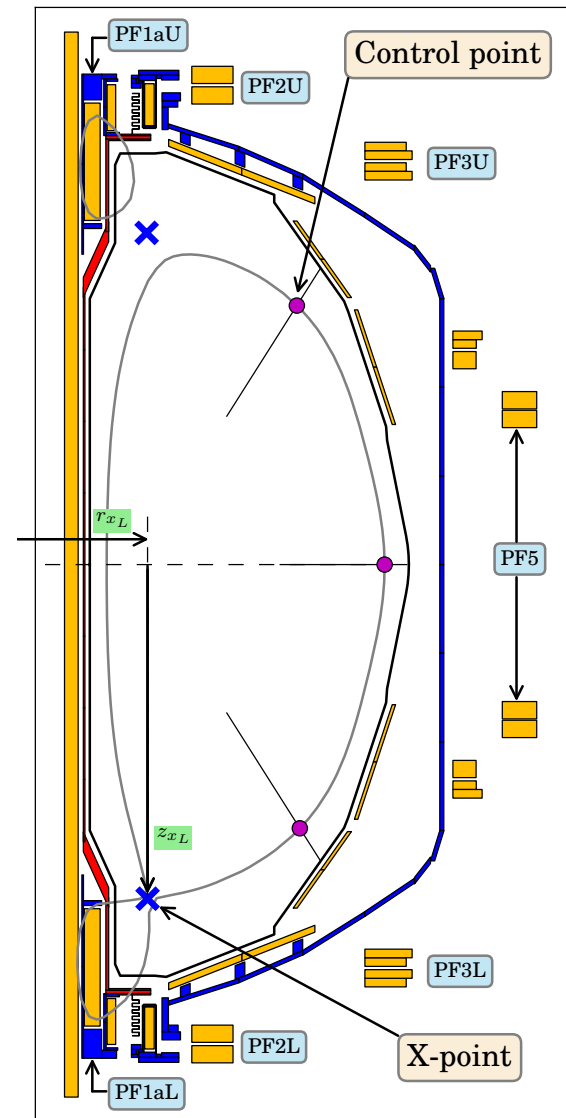 PF1aU
Control point
PF2U
PF3U
r_{x_L}
PF5
z_{x_L}
PF3L
PF2L
X-point
PF1aL